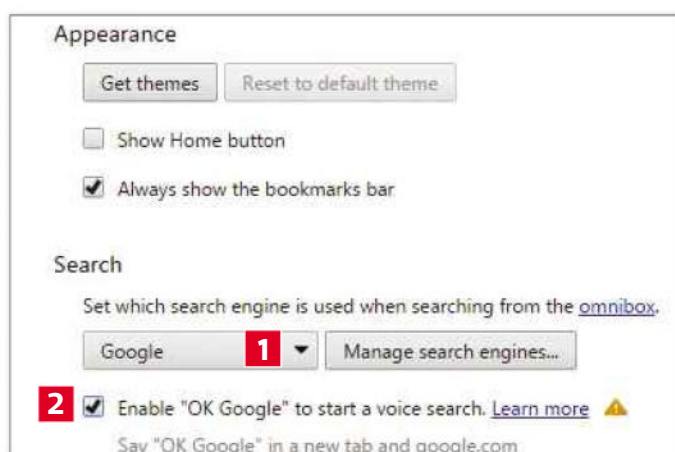 Appearance
Get themes Reset to default theme
Show Home button
Always show the bookmarks bar
Search
Set which search engine is used when searching from the omnibox.
Google 1 Manage search engines...
2 Enable "OK Google" to start a voice search. Learn more
Say "OK Google" in a new tab and google.com